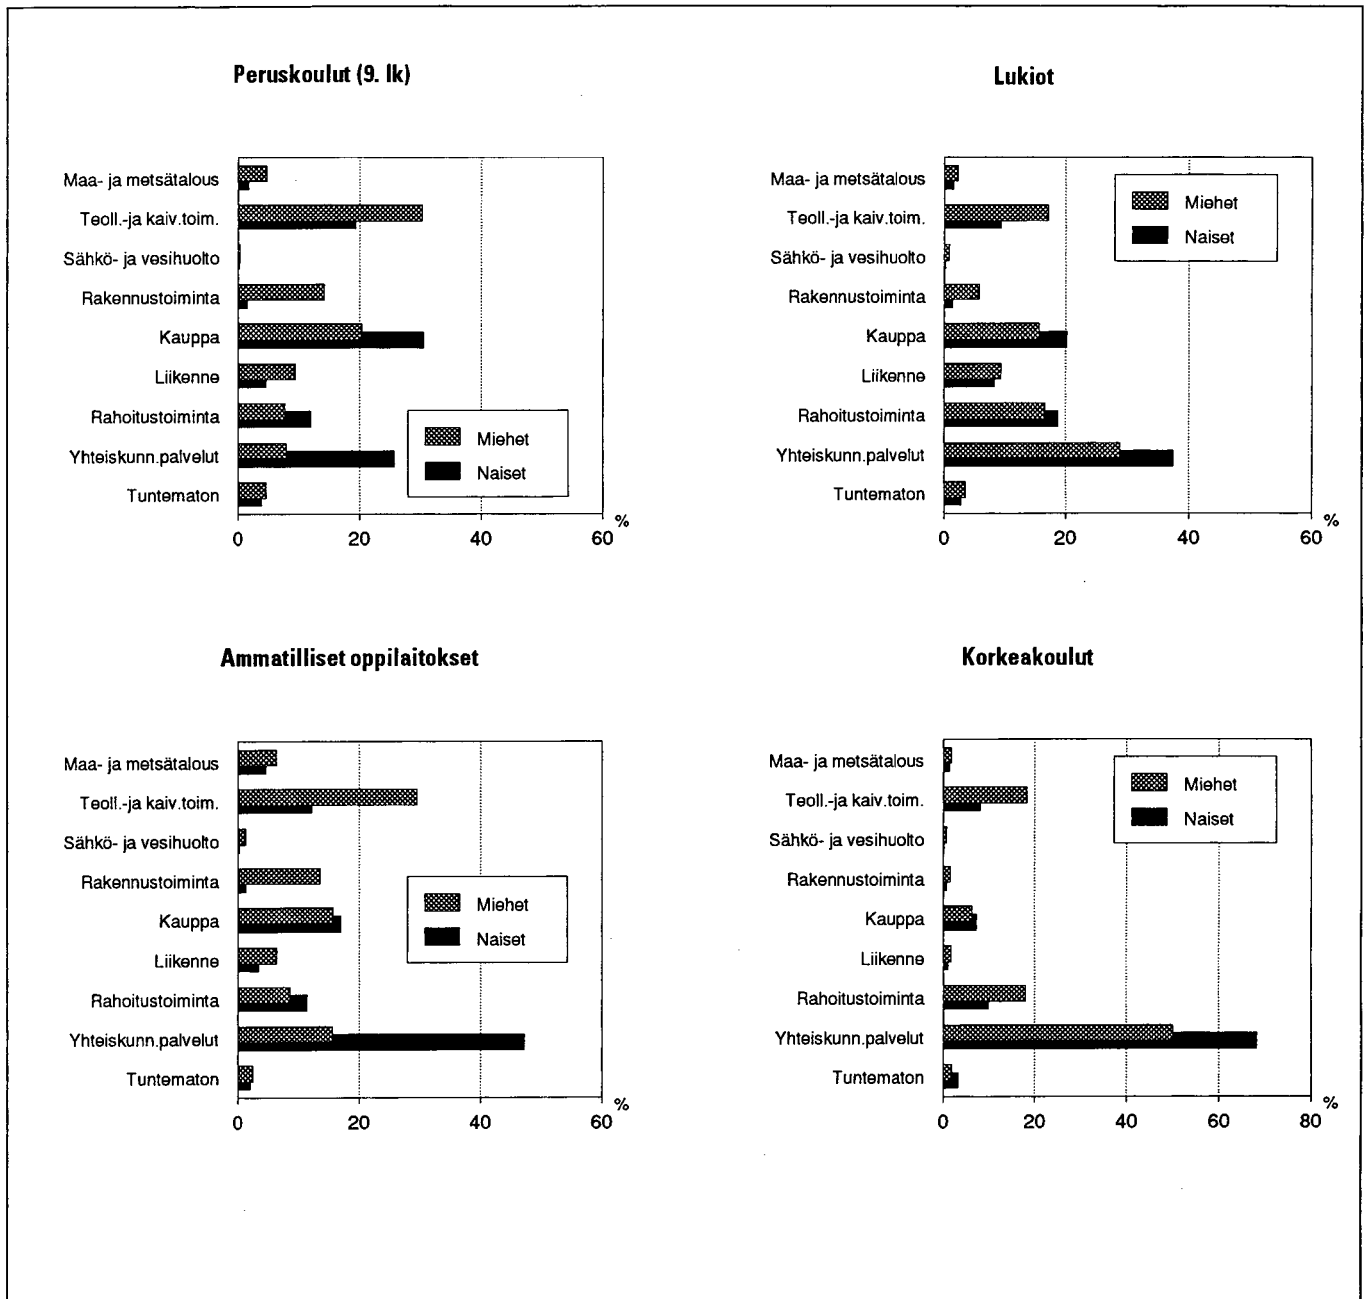 Peruskoulut (9. lk)
Maa- ja metsätalous
Teoll.-ja kaiv.toim.
Sähkö- ja vesihuolto
Rakennustoiminta
Kauppa
Liikenne
Rahoitustoiminta
Yhteiskunn.palvelut
Tuntematon
Miehet
Naiset
0 20 40 60 %
Lukiot
Maa- ja metsätalous
Teoll.-ja kaiv.toim.
Sähkö- ja vesihuolto
Rakennustoiminta
Kauppa
Liikenne
Rahoitustoiminta
Yhteiskunn.palvelut
Tuntematon
Miehet
Naiset
0 20 40 60 %
Ammatilliset oppilaitokset
Maa- ja metsätalous
Teoll.-ja kaiv.toim.
Sähkö- ja vesihuolto
Rakennustoiminta
Kauppa
Liikenne
Rahoitustoiminta
Yhteiskunn.palvelut
Tuntematon
Miehet
Naiset
0 20 40 60 %
Korkeakoulut
Maa- ja metsätalous
Teoll.-ja kaiv.toim.
Sähkö- ja vesihuolto
Rakennustoiminta
Kauppa
Liikenne
Rahoitustoiminta
Yhteiskunn.palvelut
Tuntematon
Miehet
Naiset
0 20 40 60 80 %